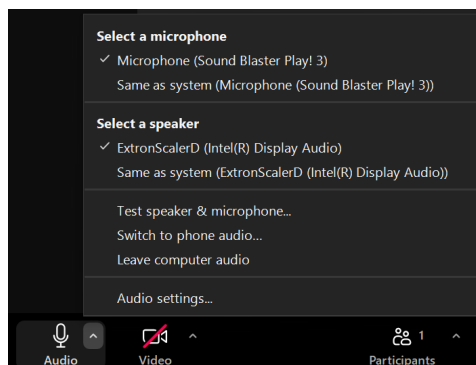 Select a microphone
Microphone (Sound Blaster Play! 3)
Same as system (Microphone (Sound Blaster Play! 3))
Select a speaker
ExtronScalerD (Intel(R) Display Audio)
Same as system (ExtronScalerD (Intel(R) Display Audio))
Test speaker & microphone...
Switch to phone audio...
Leave computer audio
Audio settings...
1
Audio Video Participants